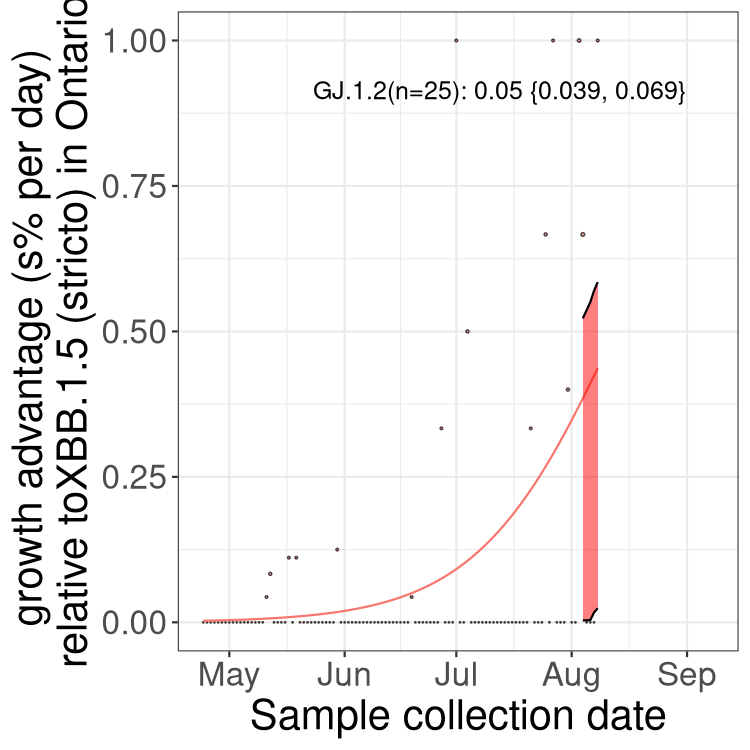 growth advantage (s% per day)
relative toXBB.1.5 (stricto) in Ontario
1.00
0.75
0.50
0.25
0.00
GJ.1.2(n=25): 0.05 {0.039, 0.069}
May Jun Jul Aug Sep
Sample collection date